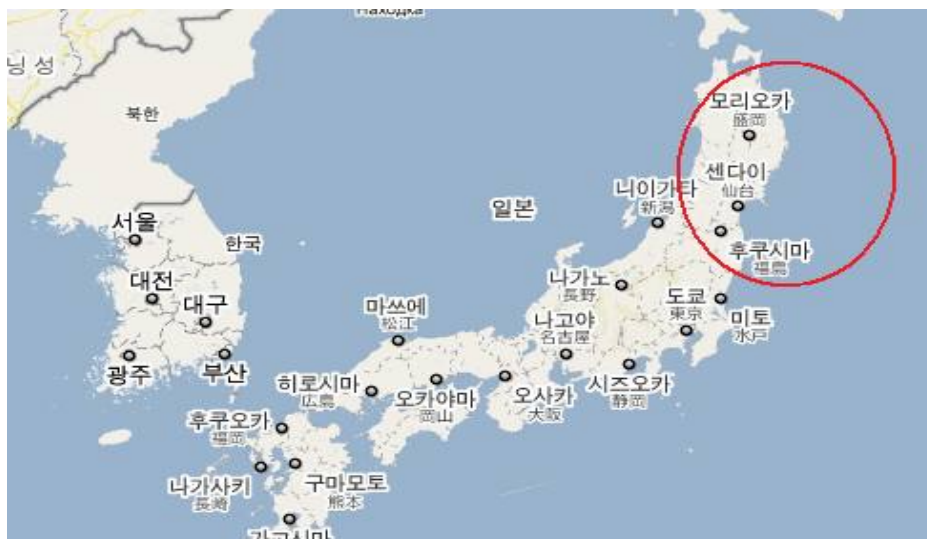 Находка
닝 성
북한
모리오카
盛岡
센다이
仙台
니이가타
新潟
일본
서울
한국
후쿠시마
福島
대전
나가노
長野
도쿄
東京
마쓰에
松江
대구
나고야
名古屋
미토
水戸
광주
부산
히로시마
広島
오카야마
岡山
오사카
大阪
시즈오카
静岡
후쿠오카
福岡
나가사키
長崎
구마모토
熊本
가고시마